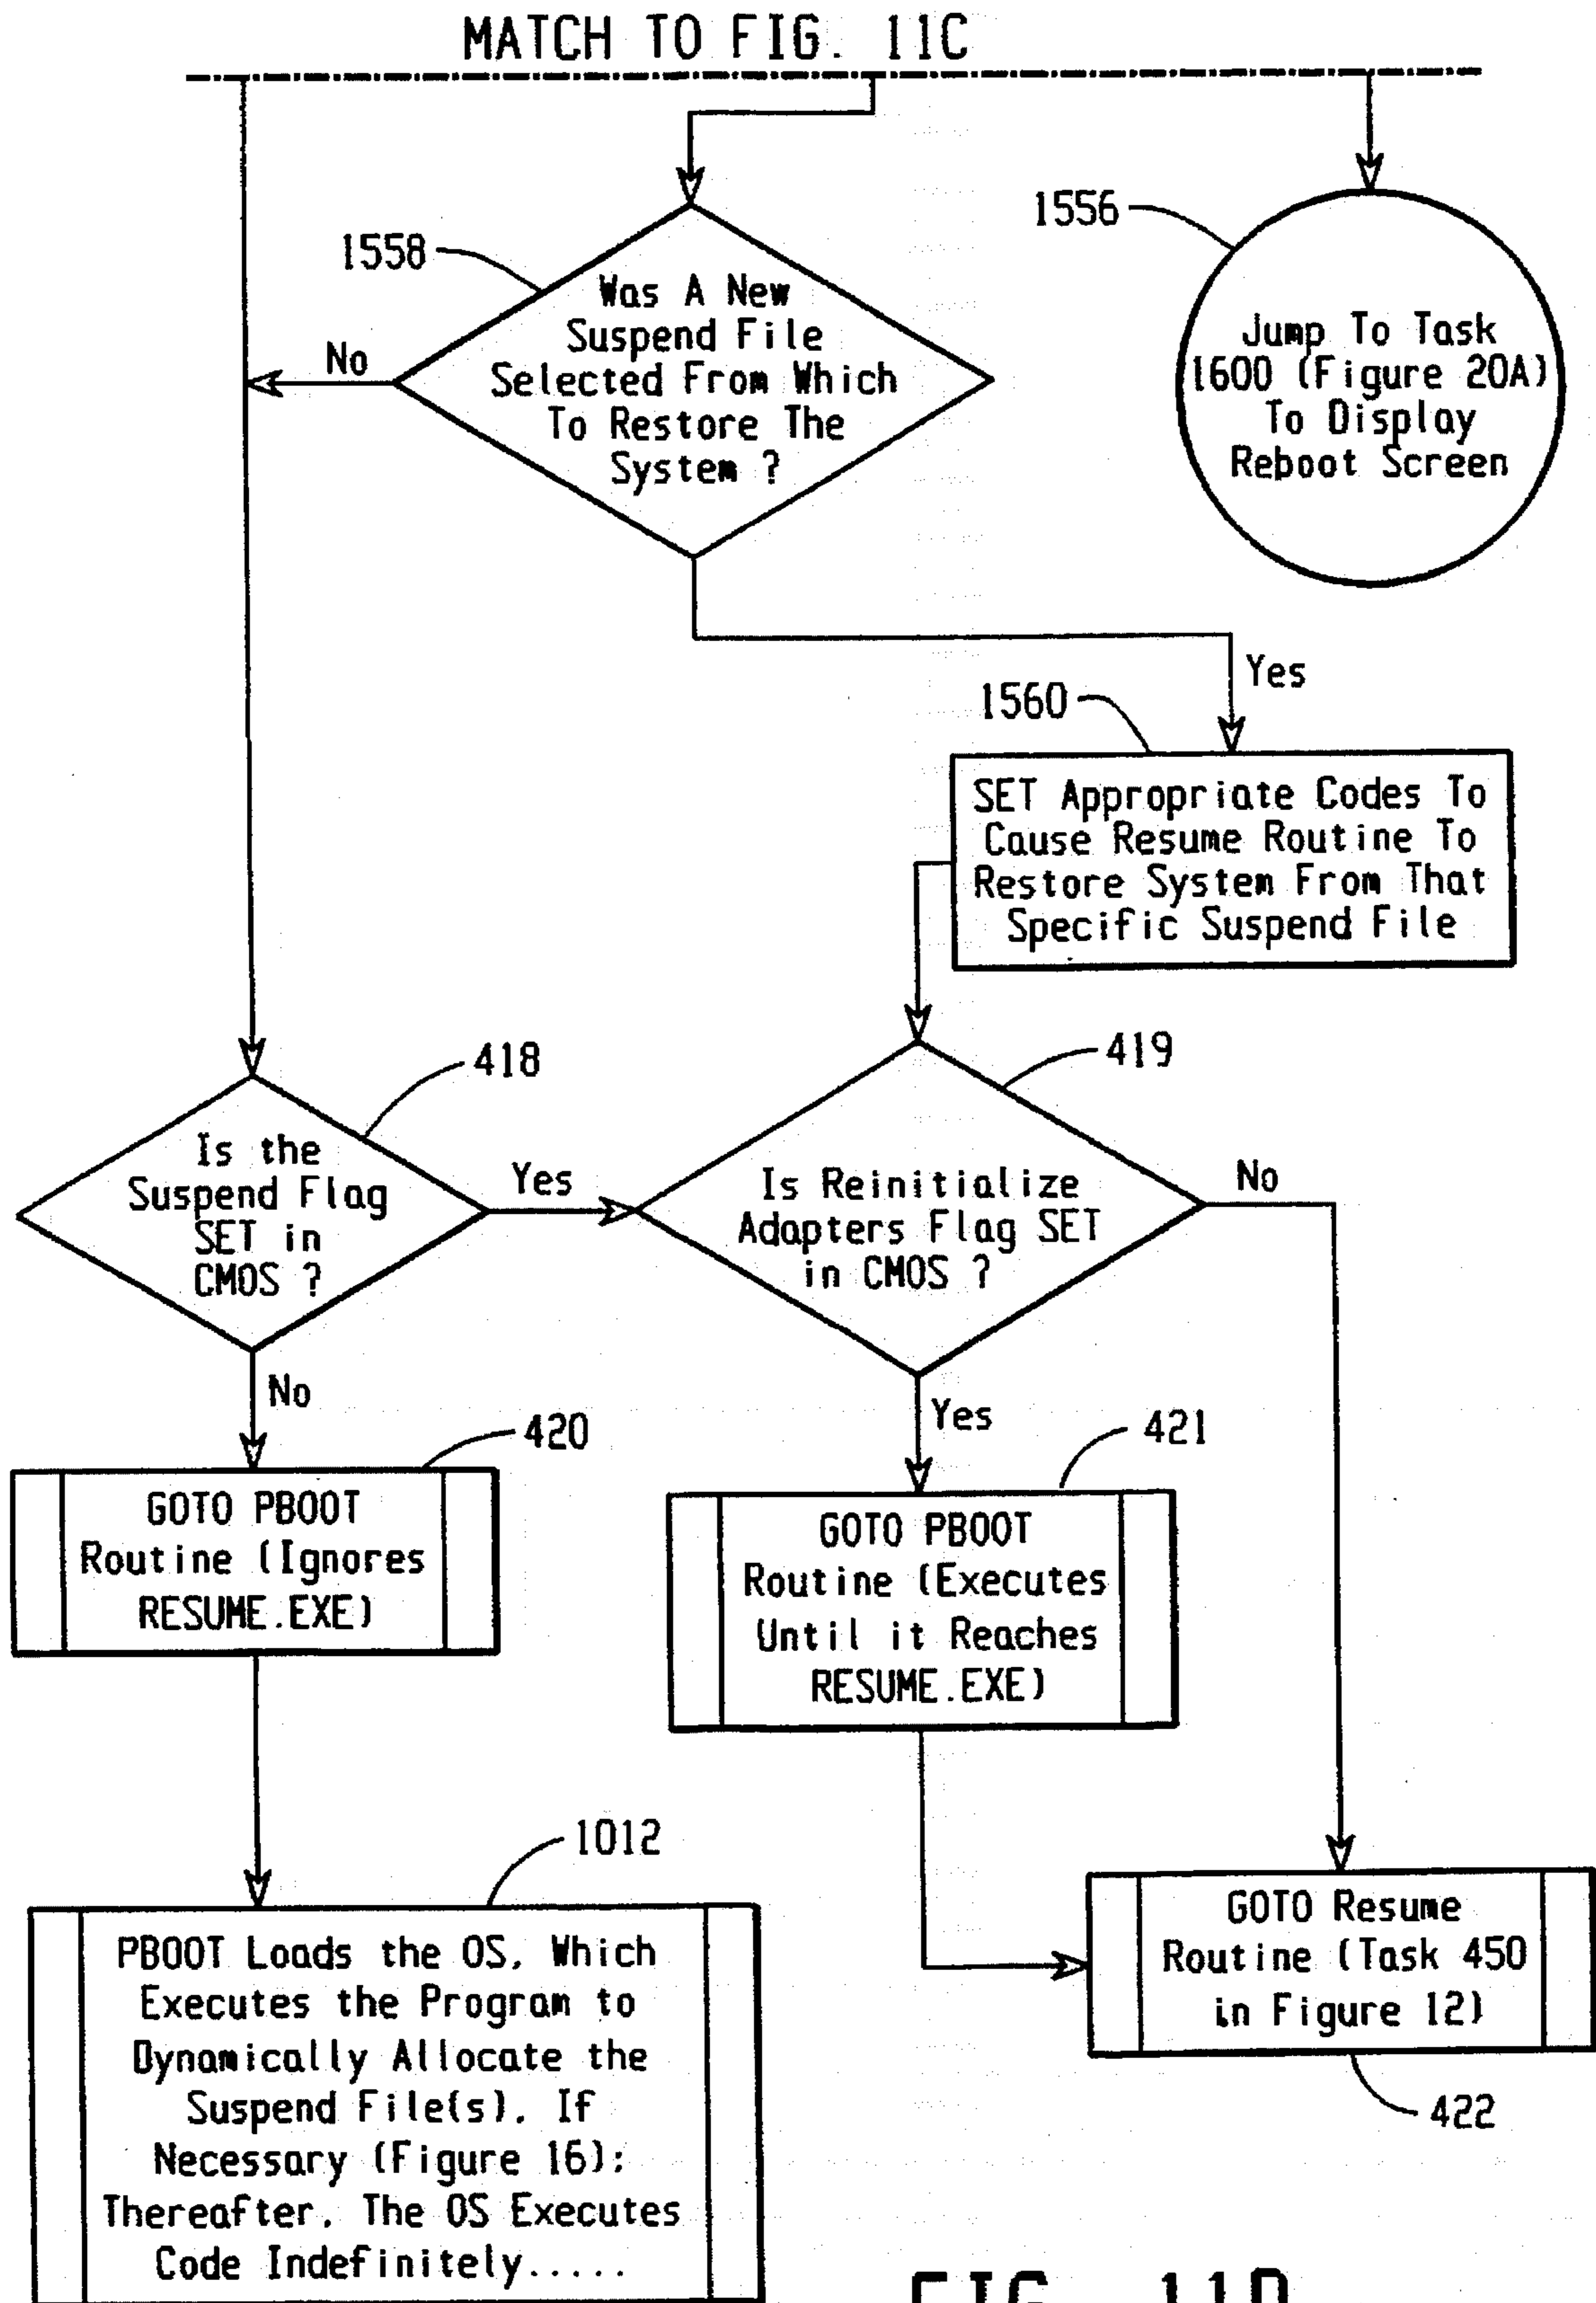 MATCH TO FIG. 11C
1558
Was A New
Suspend File
Selected From Which
To Restore The
System ?
No
1556
Jump To Task
1600 (Figure 20A)
To Display
Reboot Screen
Yes
1560
SET Appropriate Codes To
Cause Resume Routine To
Restore System From That
Specific Suspend File
418
Is the
Suspend Flag
SET in
CMOS ?
Yes
No
419
Is Reinitialize
Adapters Flag SET
in CMOS ?
No
Yes
420
GOTO PBOOT
Routine (Ignores
RESUME.EXE)
421
GOTO PBOOT
Routine (Executes
Until it Reaches
RESUME.EXE)
1012
PBOOT Loads the OS, Which
Executes the Program to
Dynamically Allocate the
Suspend File(s), If
Necessary (Figure 16);
Thereafter, The OS Executes
Code Indefinitely.....
GOTO Resume
Routine (Task 450
in Figure 12)
422
FIG. 11D